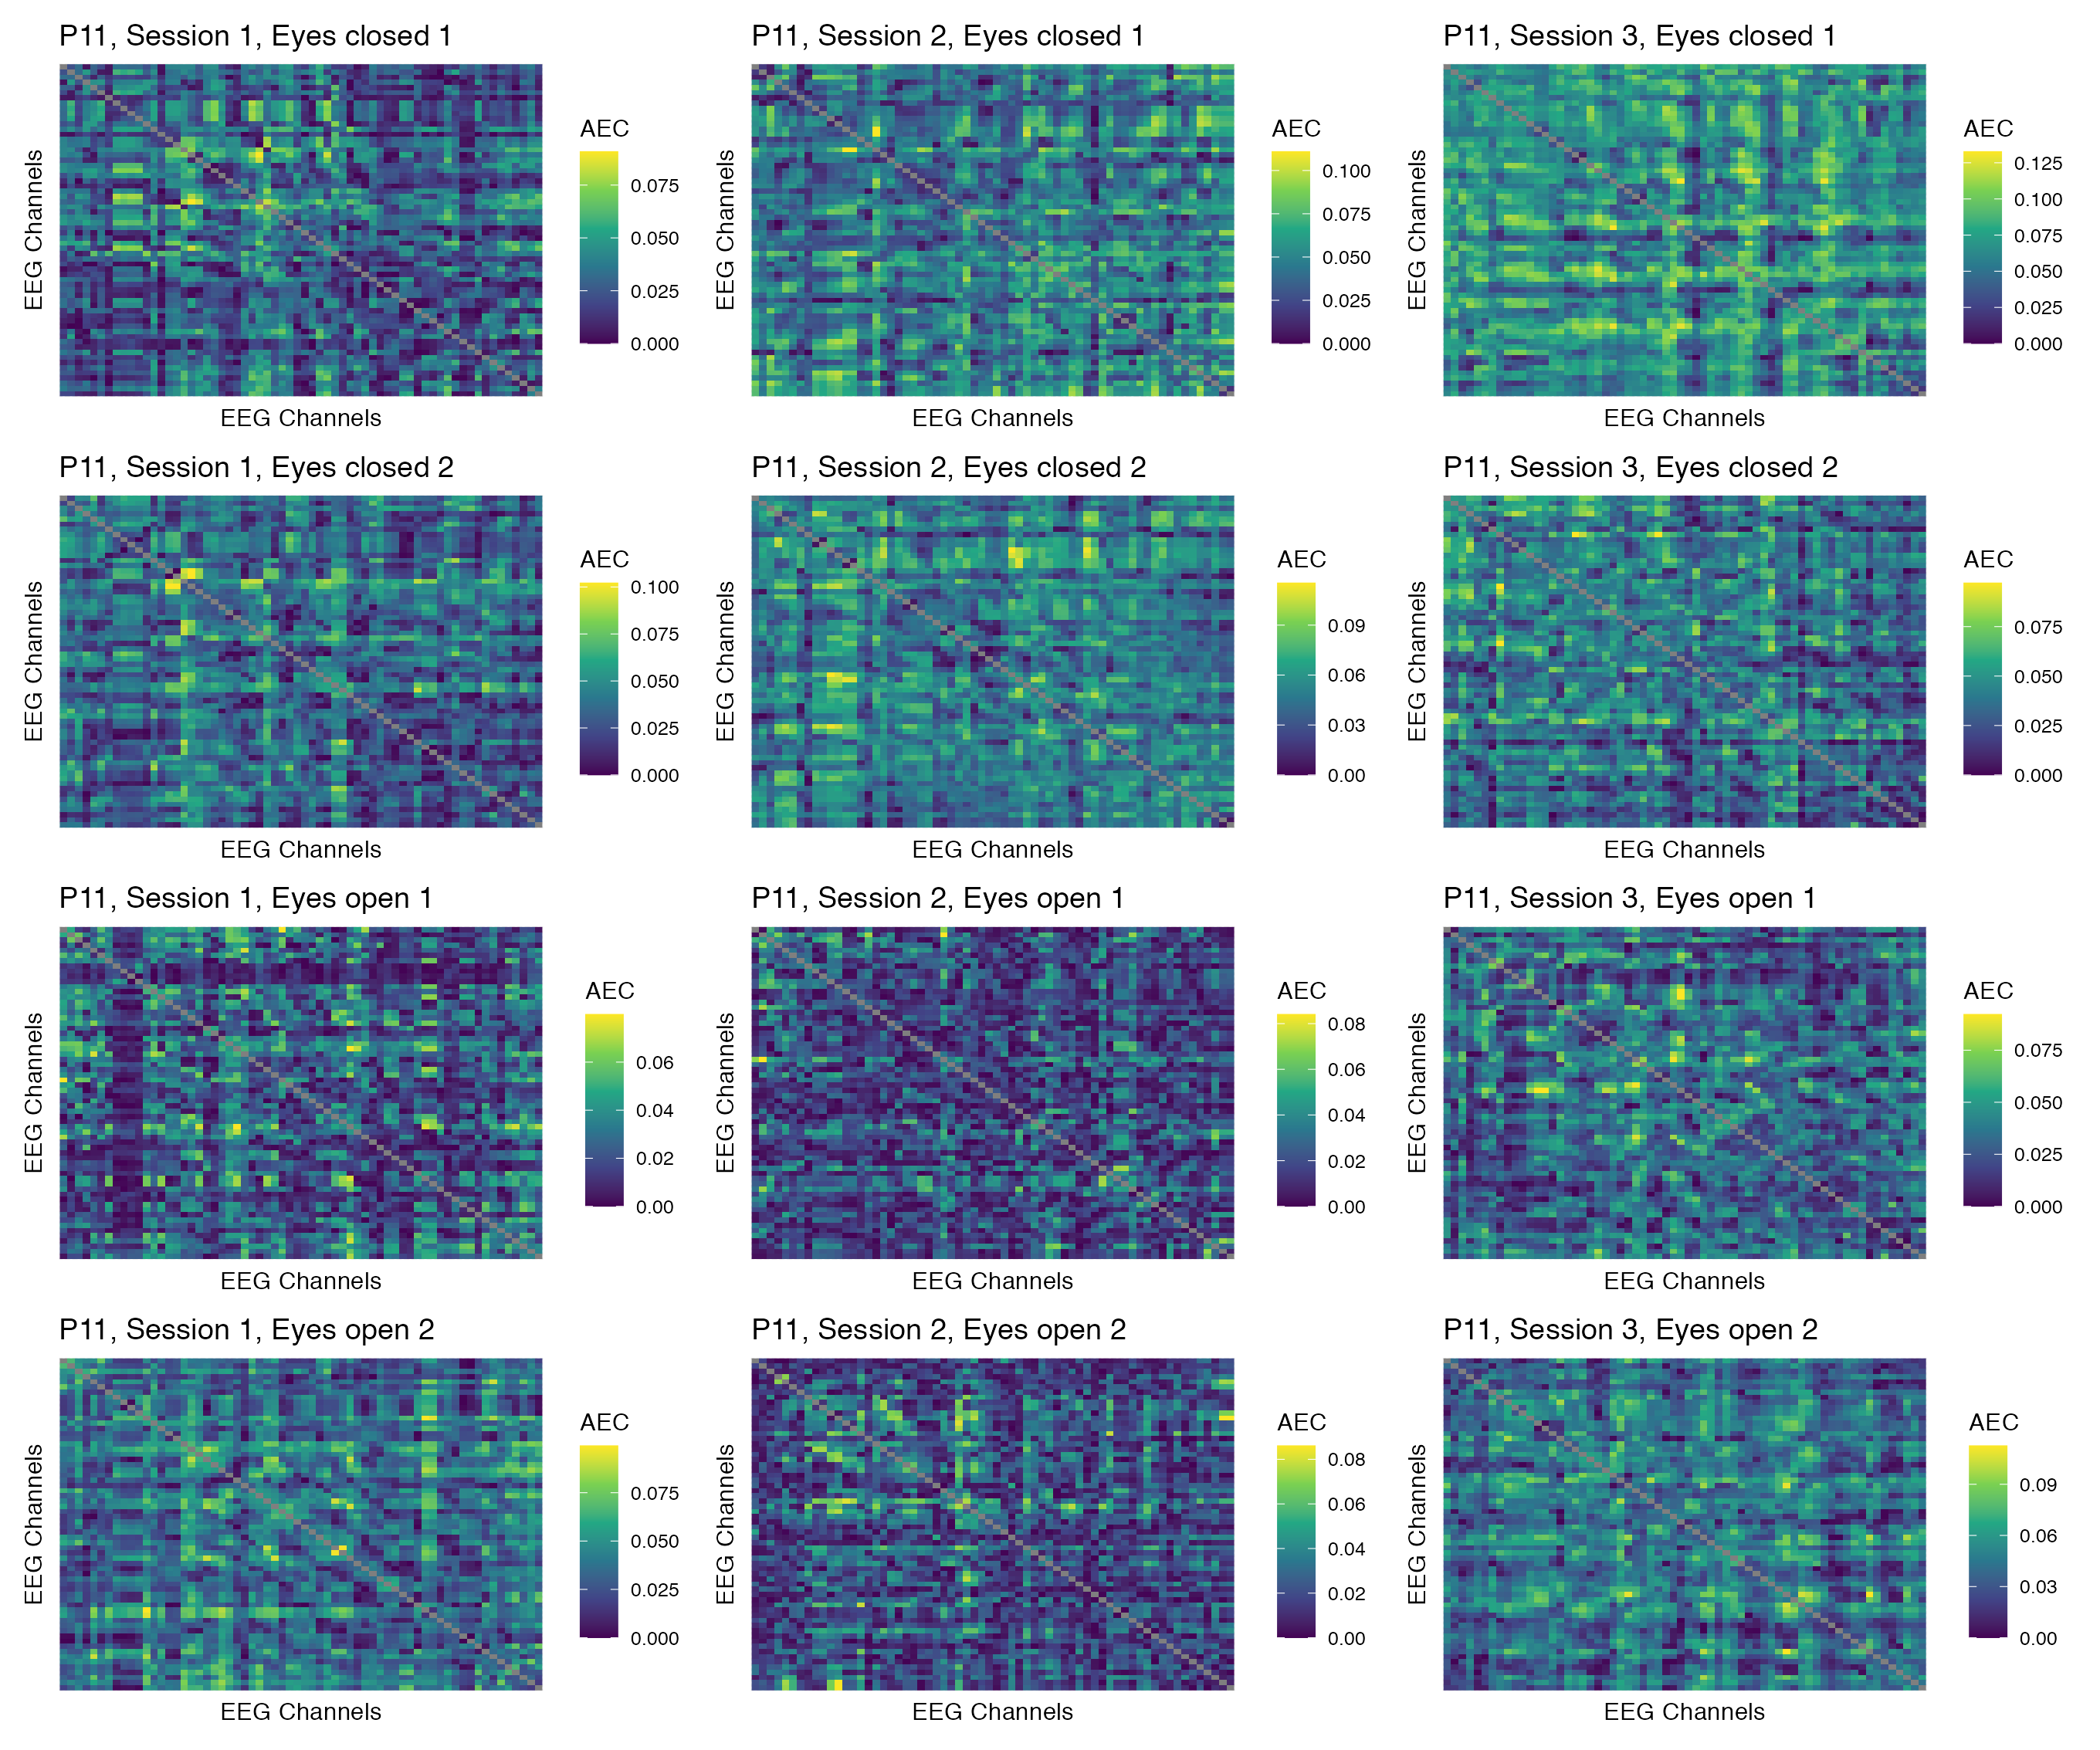 P11, Session 1, Eyes closed 1
EEG Channels
EEG Channels
AEC
0.075
0.050
0.025
0.000
P11, Session 2, Eyes closed 1
EEG Channels
EEG Channels
AEC
0.100
0.075
0.050
0.025
0.000
P11, Session 3, Eyes closed 1
EEG Channels
EEG Channels
AEC
0.125
0.100
0.075
0.050
0.025
0.000
P11, Session 1, Eyes closed 2
EEG Channels
EEG Channels
AEC
0.100
0.075
0.050
0.025
0.000
P11, Session 2, Eyes closed 2
EEG Channels
EEG Channels
AEC
0.09
0.06
0.03
0.00
P11, Session 3, Eyes closed 2
EEG Channels
EEG Channels
AEC
0.075
0.050
0.025
0.000
P11, Session 1, Eyes open 1
EEG Channels
EEG Channels
AEC
0.06
0.04
0.02
0.00
P11, Session 2, Eyes open 1
EEG Channels
EEG Channels
AEC
0.08
0.06
0.04
0.02
0.00
P11, Session 3, Eyes open 1
EEG Channels
EEG Channels
AEC
0.075
0.050
0.025
0.000
P11, Session 1, Eyes open 2
EEG Channels
EEG Channels
AEC
0.075
0.050
0.025
0.000
P11, Session 2, Eyes open 2
EEG Channels
EEG Channels
AEC
0.08
0.06
0.04
0.02
0.00
P11, Session 3, Eyes open 2
EEG Channels
EEG Channels
AEC
0.09
0.06
0.03
0.00